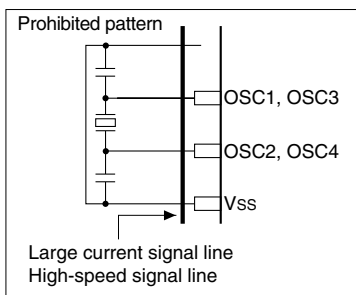 Prohibited pattern
OSC1, OSC3
OSC2, OSC4
VSS
Large current signal line
High-speed signal line